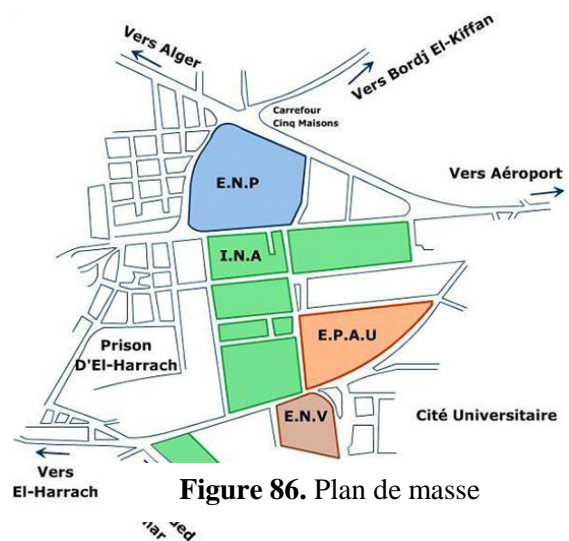 Vers Alger
Vers Bordj El-Kiffan
Carrefour
Cinq Maisons
Vers Aéroport
E.N.P
I.N.A
E.P.A.U
Prison
D'El-Harrach
E.N.V
Cité Universitaire
Vers
El-Harrach
Figure 86. Plan de masse